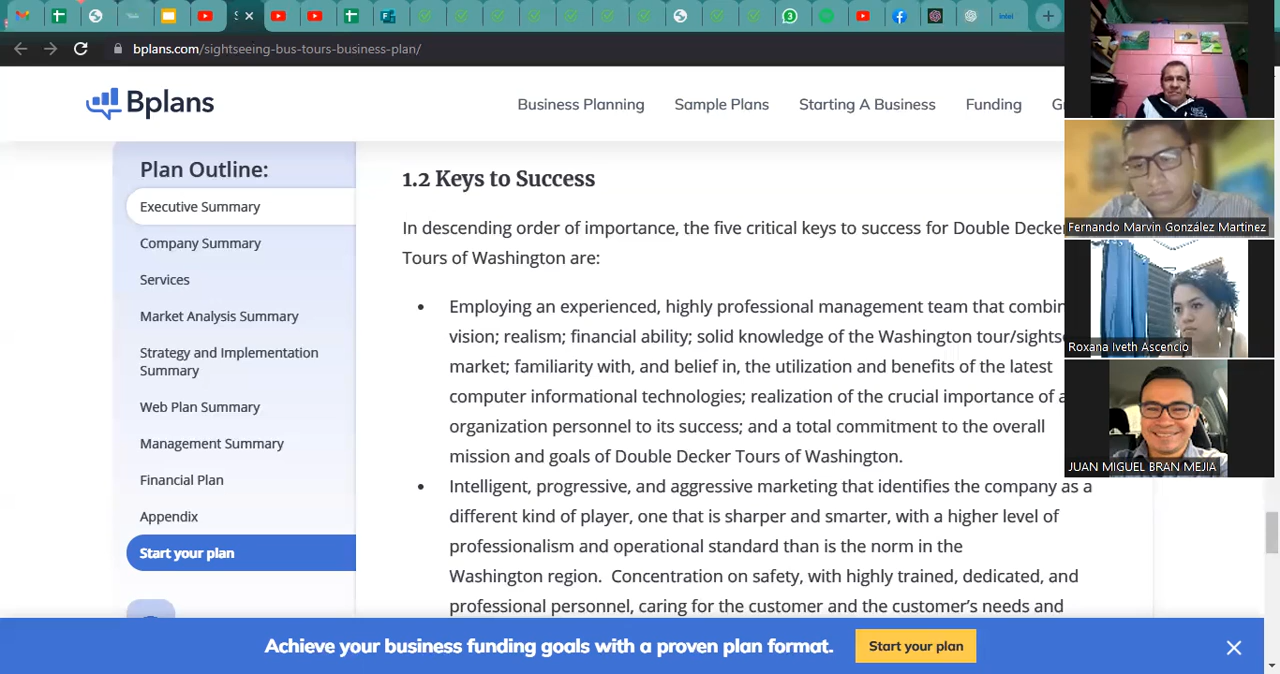 bplans.com/sightseeing-bus-tours-business-plan/
Bplans
Business Planning
Sample Plans
Starting A Business
Funding
Plan Outline:
Executive Summary
Company Summary
Services
Market Analysis Summary
Strategy and Implementation
Summary
Web Plan Summary
Management Summary
Financial Plan
Appendix
Start your plan
1.2 Keys to Success
In descending order of importance, the five critical keys to success for Double Decker
Tours of Washington are:
Employing an experienced, highly professional management team that combin
vision; realism; financial ability; solid knowledge of the Washington tour/sights
market; familiarity with, and belief in, the utilization and benefits of the latest
computer informational technologies; realization of the crucial importance of a
organization personnel to its success; and a total commitment to the overall
mission and goals of Double Decker Tours of Washington.
Intelligent, progressive, and aggressive marketing that identifies the company as a
different kind of player, one that is sharper and smarter, with a higher level of
professionalism and operational standard than is the norm in the
Washington region. Concentration on safety, with highly trained, dedicated, and
professional personnel, caring for the customer and the customer's needs and
Fernando Marvin González Martínez
Roxana Iveth Ascencio
JUAN MIGUEL BRAN MEJIA
Achieve your business funding goals with a proven plan format.
Start your plan